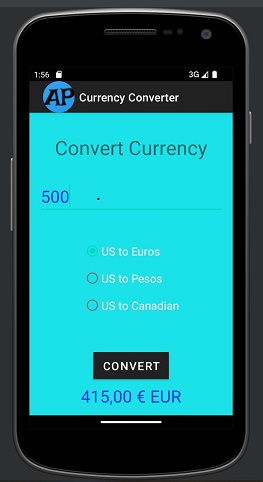 1:56 3G
AP Currency Converter
Convert Currency
500
US to Euros
US to Pesos
US to Canadian
CONVERT
415,00 € EUR